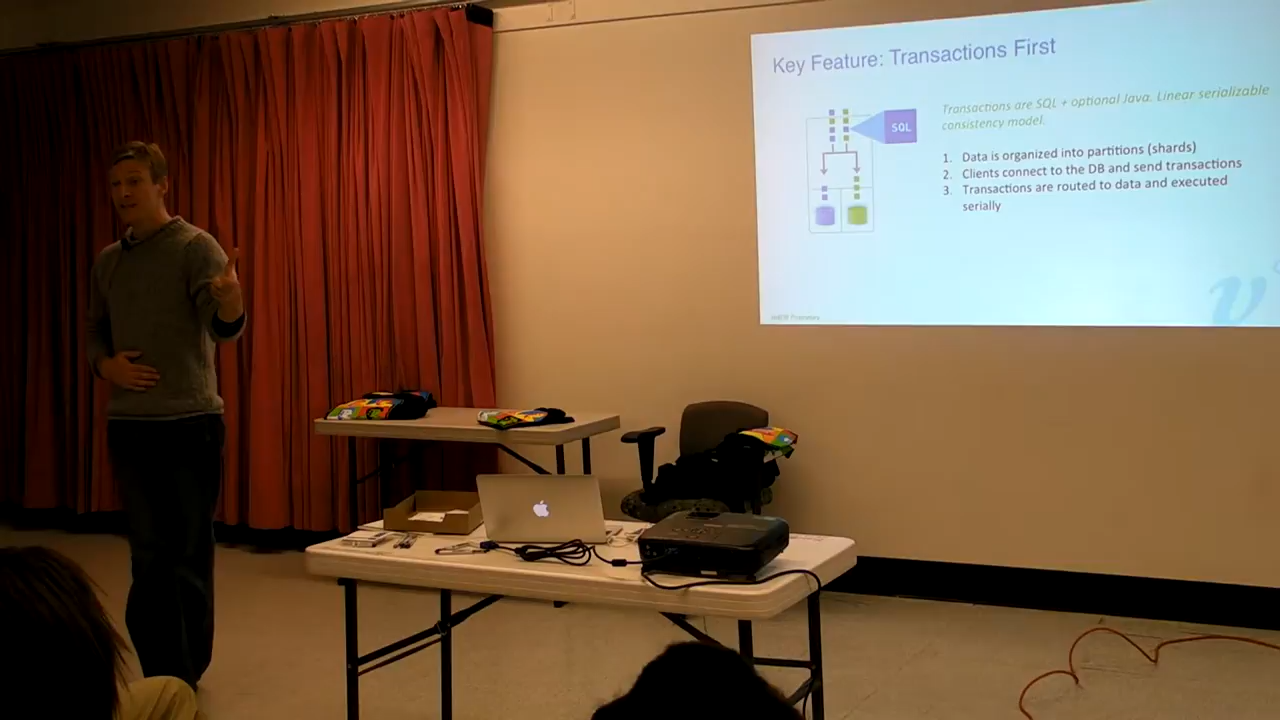 Key Feature: Transactions First
Transactions are SQL + optional Java. Linear serializable
consistency model.
SQL
1. Data is organized into partitions (shards)
2. Clients connect to the DB and send transactions
3. Transactions are routed to data and executed
serially
v